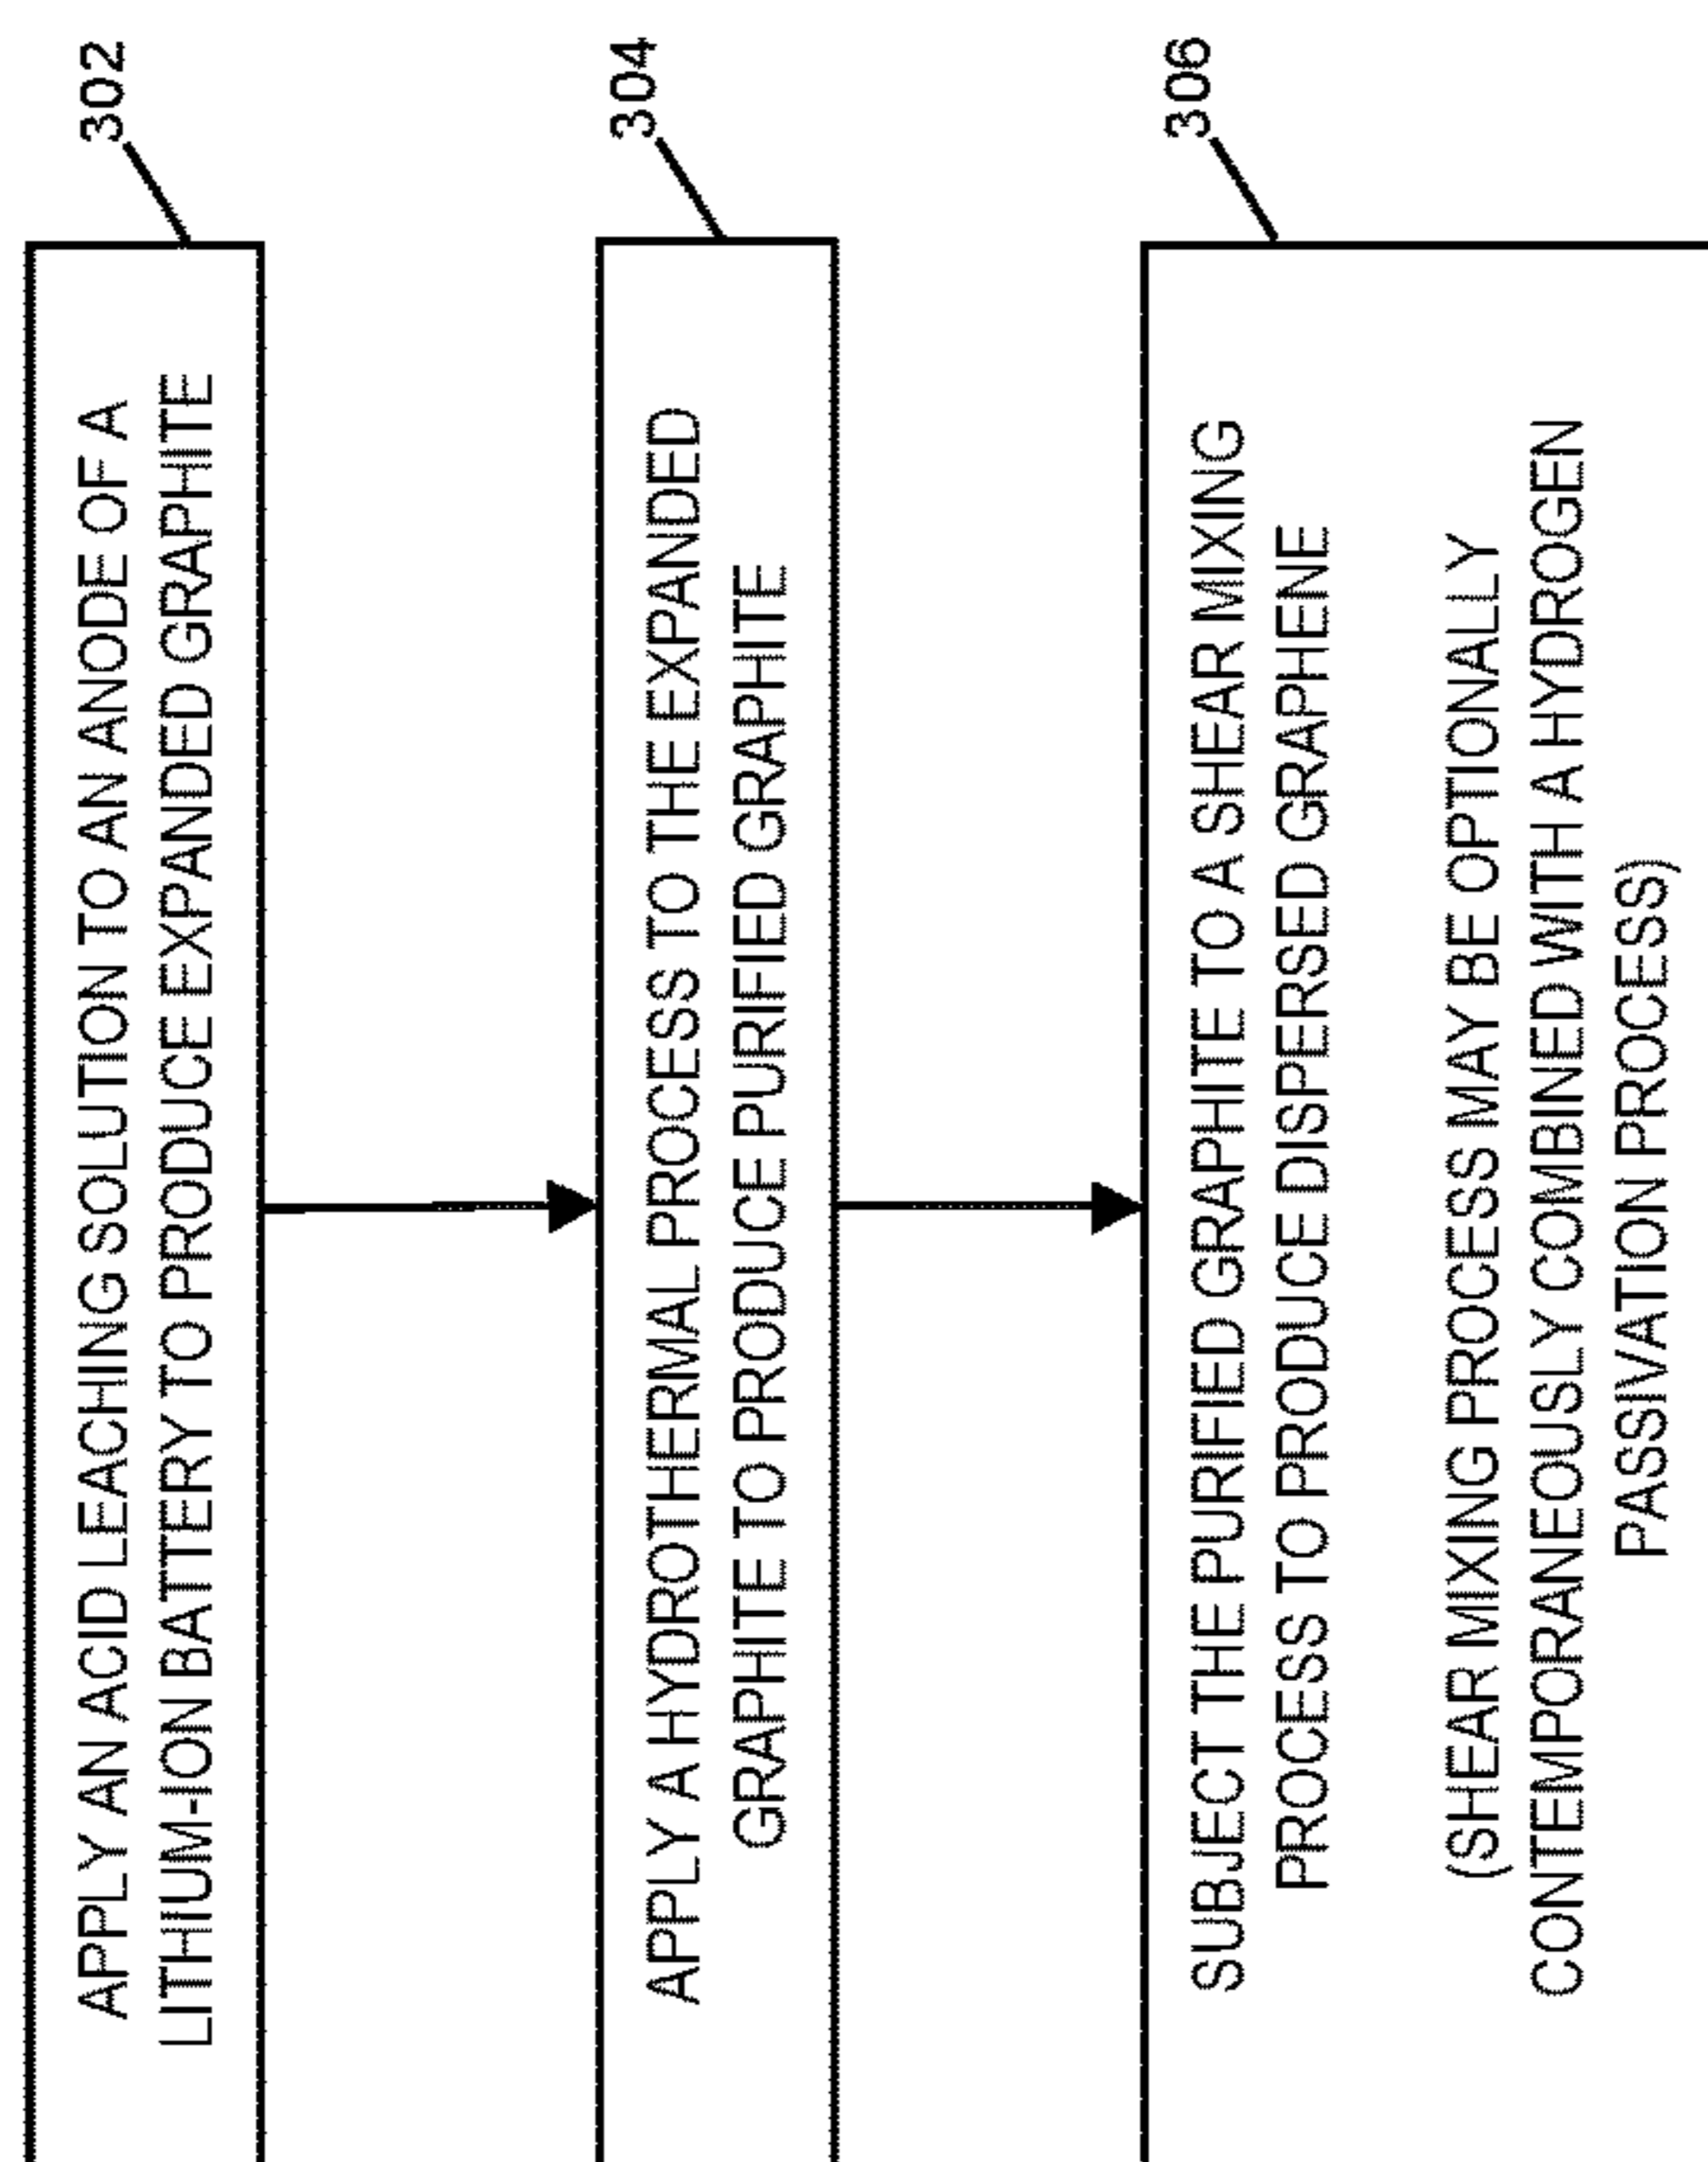 302
APPLY AN ACID LEACHING SOLUTION TO AN ANODE OF A
LITHIUM-ION BATTERY TO PRODUCE EXPANDED GRAPHITE
304
APPLY A HYDROTHERMAL PROCESS TO THE EXPANDED
GRAPHITE TO PRODUCE PURIFIED GRAPHITE
306
SUBJECT THE PURIFIED GRAPHITE TO A SHEAR MIXING
PROCESS TO PRODUCE DISPERSED GRAPHENE
(SHEAR MIXING PROCESS MAY BE OPTIONALLY
CONTEMPORANEOUSLY COMBINED WITH A HYDROGEN
PASSIVATION PROCESS)